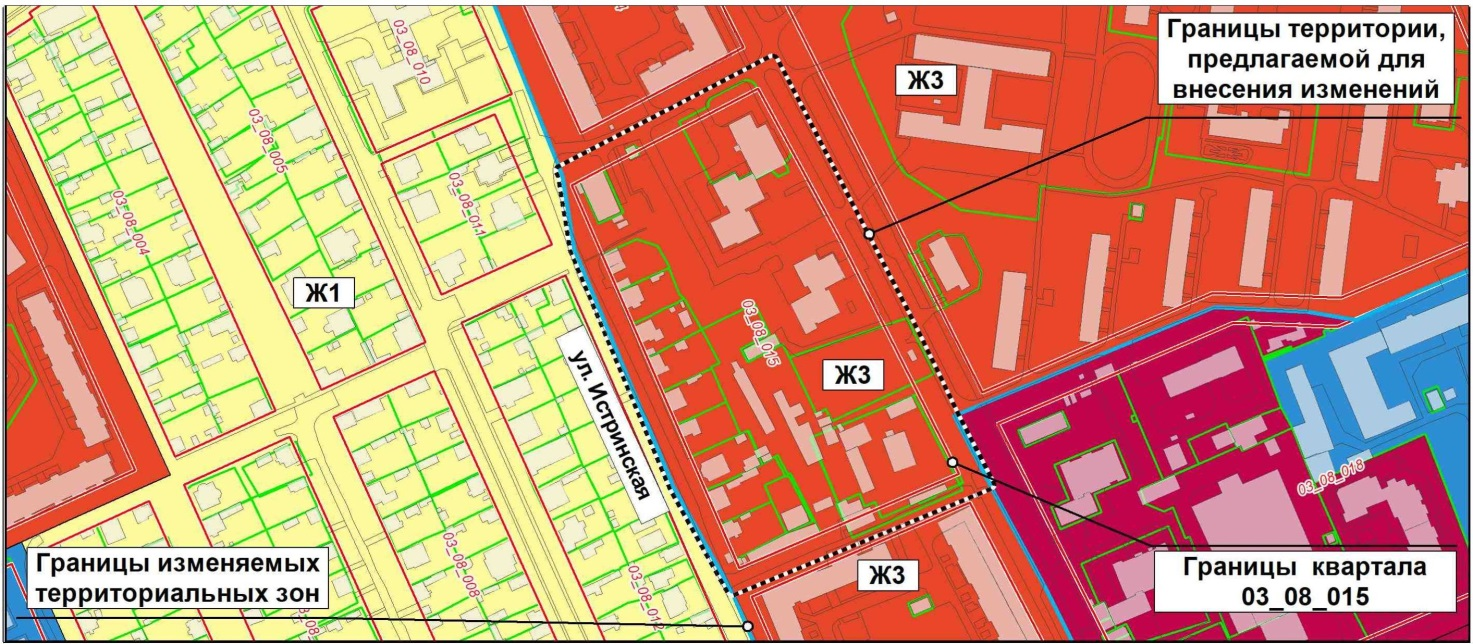 Границы территории,
предлагаемой для
внесения изменений
Ж3
03_08_010
03_08_005
03_08_011
03_08_004
Ж1
03_08_015
ул. Истринская
Ж3
03_08_018
03_08_008
03_08_012
Ж3
Границы изменяемых
территориальных зон
Границы квартала
03_08_015